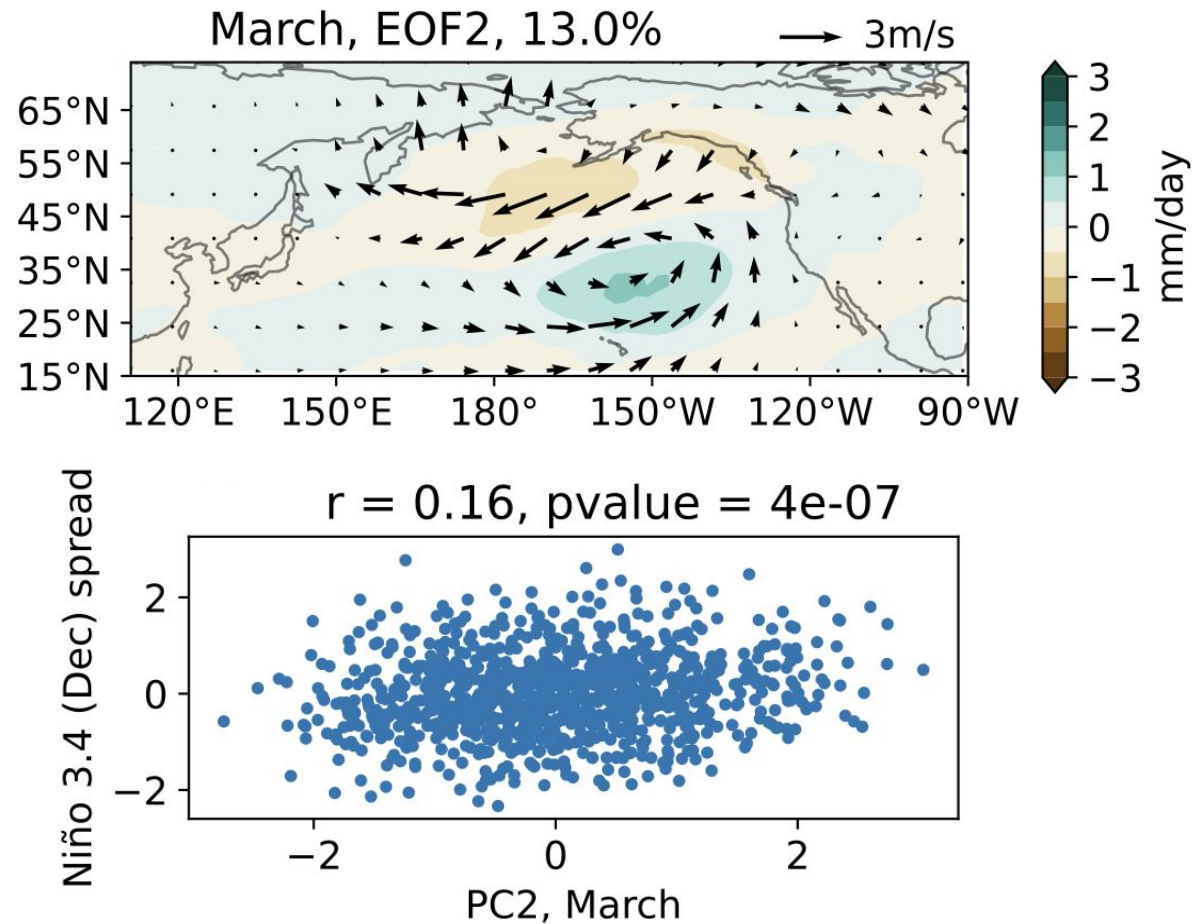 March, EOF2, 13.0%
3m/s
65°N
55°N
45°N
35°N
25°N
15°N
120°E 150°E 180° 150°W 120°W 90°W
3
2
1
0
−1
−2
−3
mm/day
r = 0.16, pvalue = 4e-07
Niño 3.4 (Dec) spread
2
0
−2
−2 0 2
PC2, March